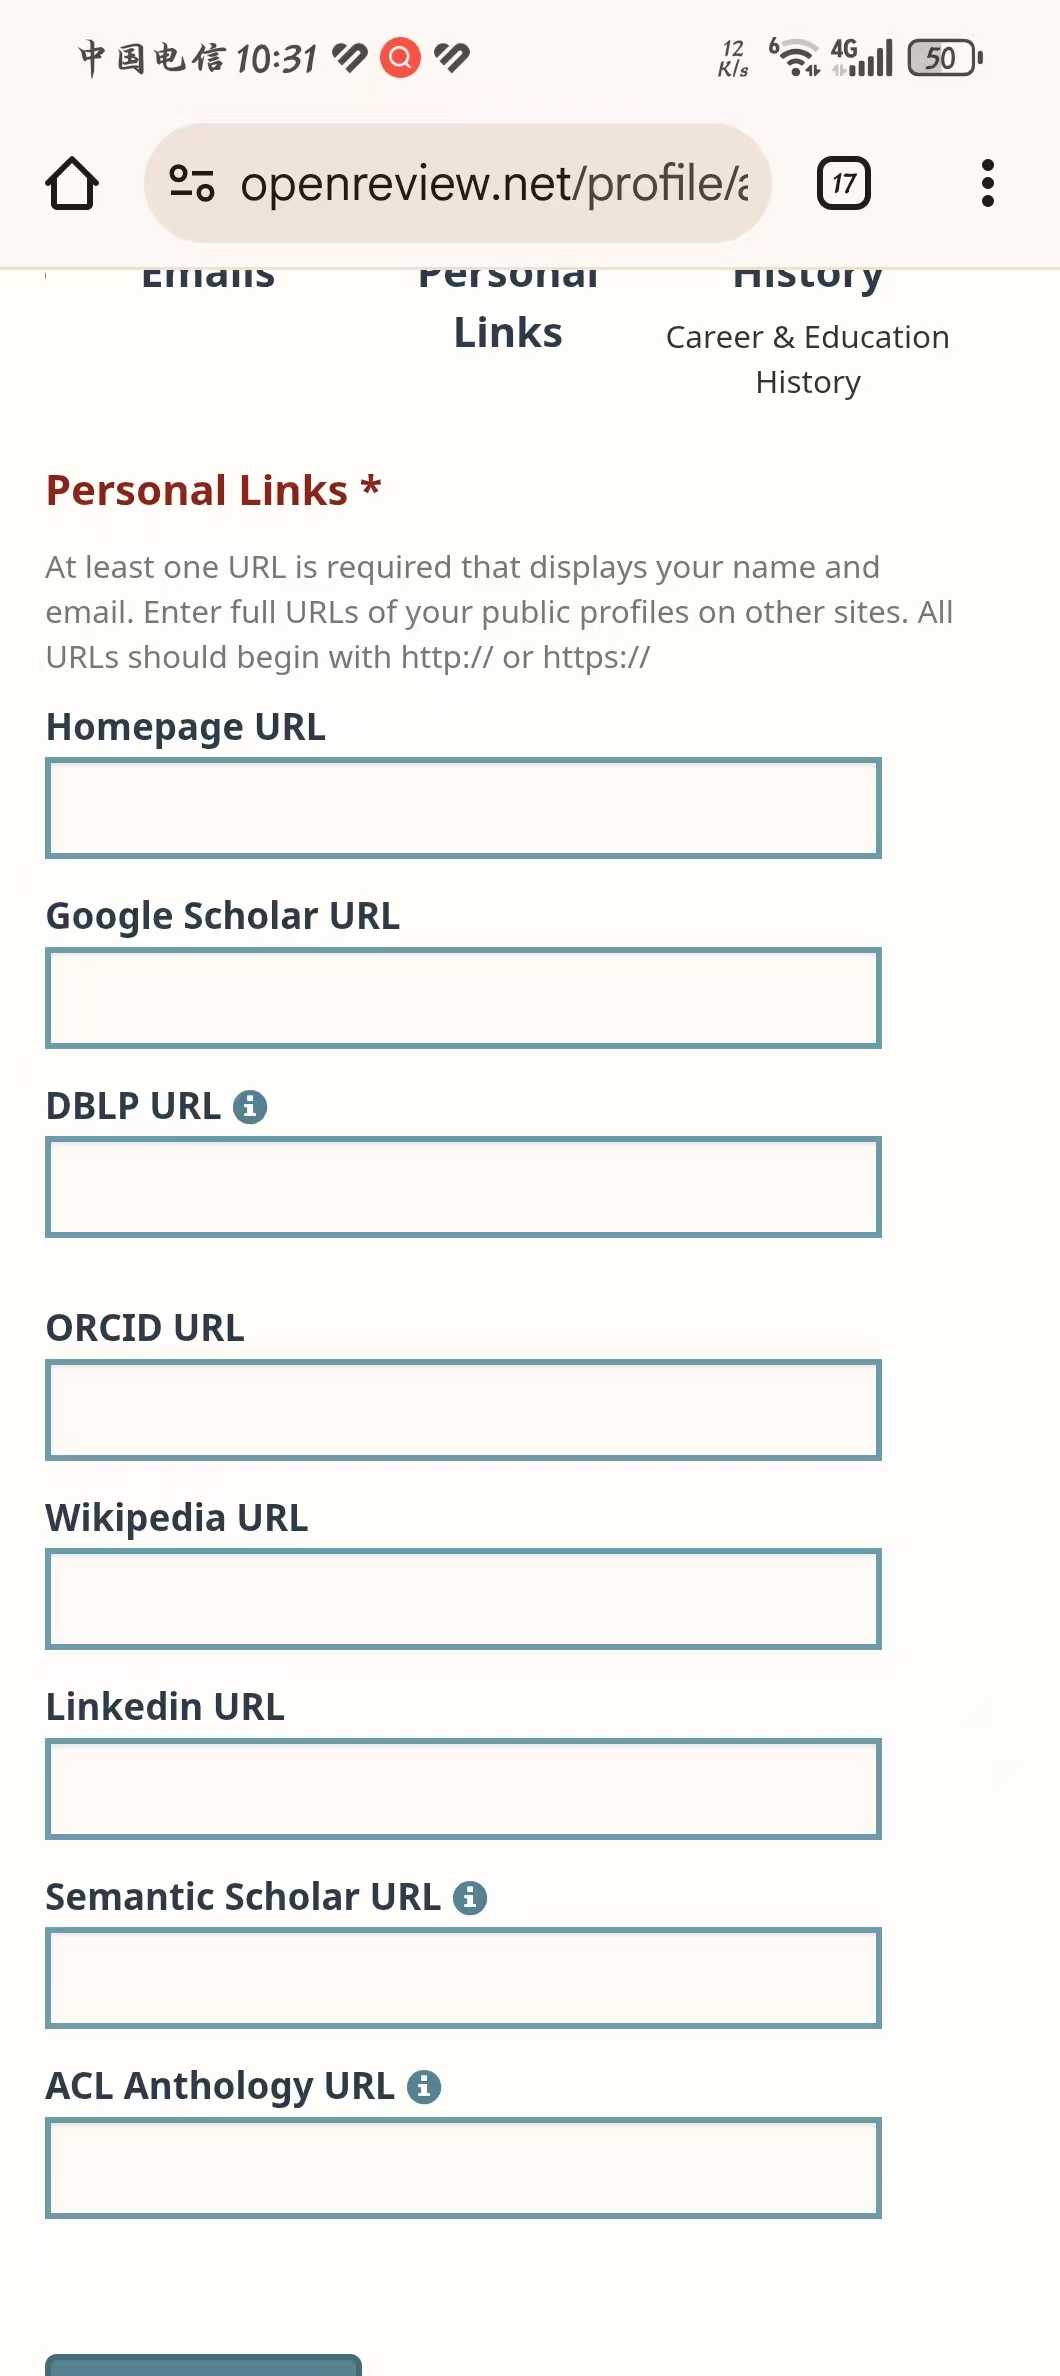 中国电信 10:31 12 K/s 6 4G 50
openreview.net/profile/a 17
Emails Personal Links History
Career & Education
History
Personal Links *
At least one URL is required that displays your name and
email. Enter full URLs of your public profiles on other sites. All
URLs should begin with http:// or https://
Homepage URL
Google Scholar URL
DBLP URL
ORCID URL
Wikipedia URL
Linkedin URL
Semantic Scholar URL
ACL Anthology URL